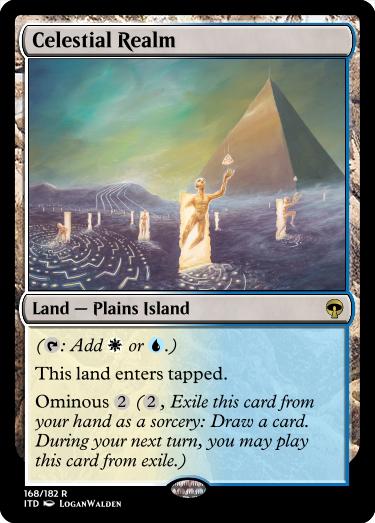 Celestial Realm
Land — Plains Island
(T: Add W or U.)
This land enters tapped.
Ominous 2 (2, Exile this card from
your hand as a sorcery: Draw a card.
During your next turn, you may play
this card from exile.)
168/182 R
ITD LoganWalden